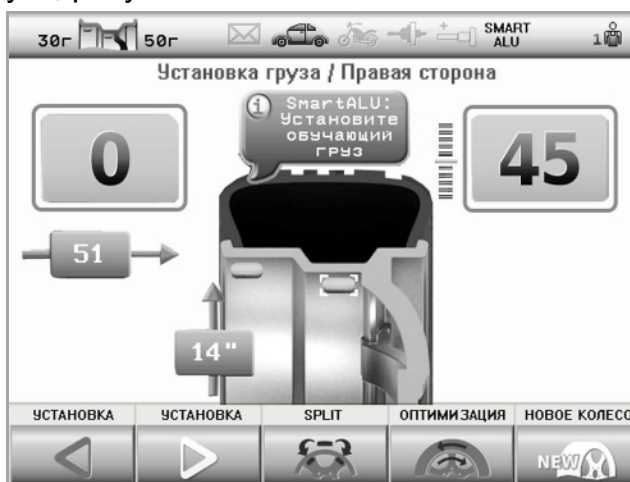 30г 50г SMART
ALU 1
Установка груза / Правая сторона
SmartALU:
Установите
обучающий
груз
0
45
51
14"
УСТАНОВКА УСТАНОВКА SPLIT ОПТИМИЗАЦИЯ НОВОЕ КОЛЕСО
NEW